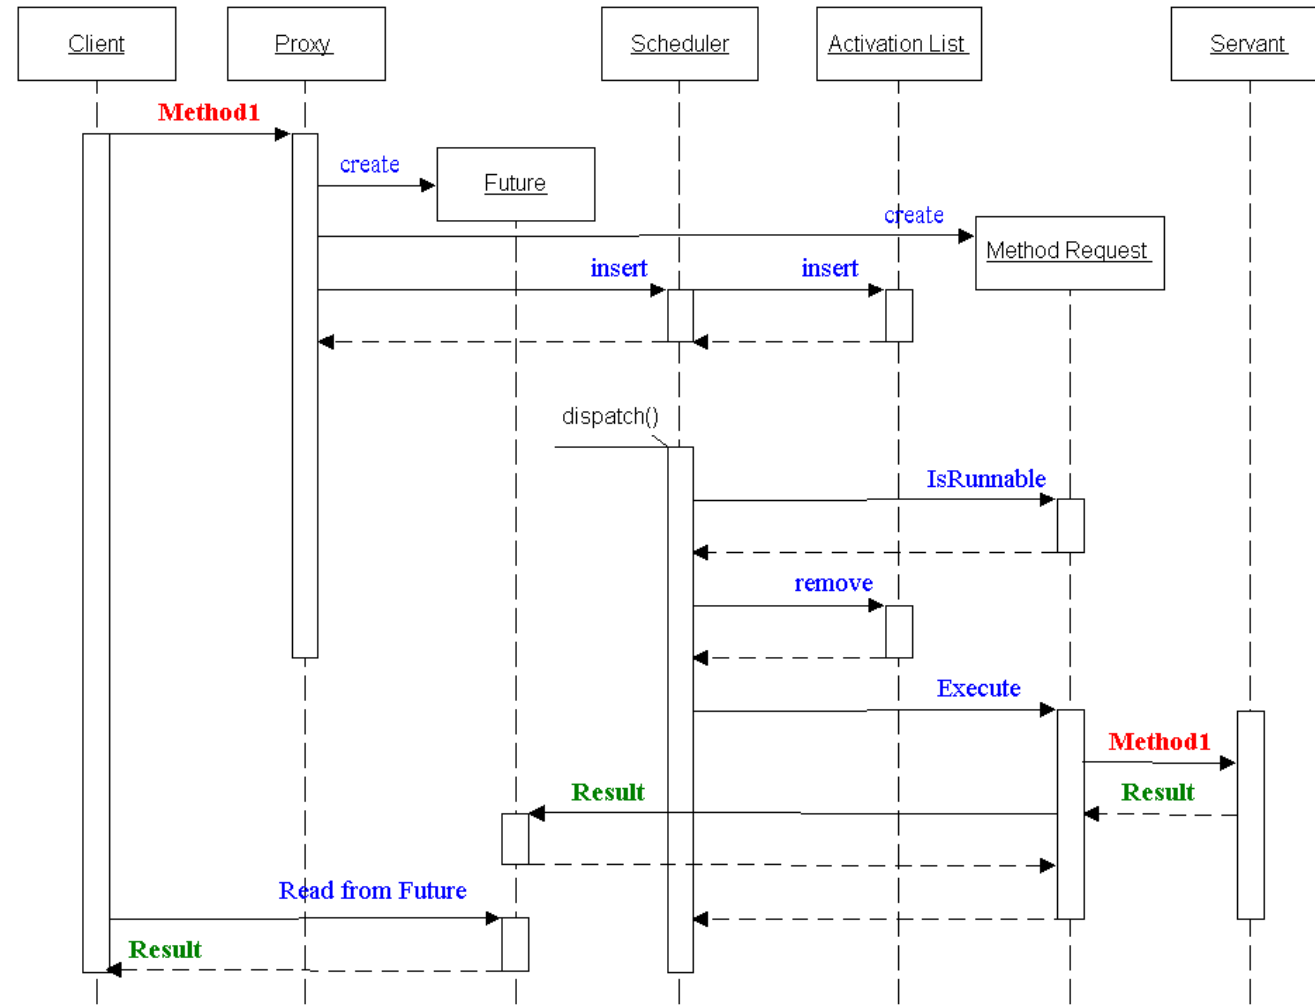 Client
Proxy
Scheduler
Activation List
Servant
Method1
create
Future
create
Method Request
insert
insert
dispatch()
IsRunnable
remove
Execute
Method1
Result
Result
Read from Future
Result